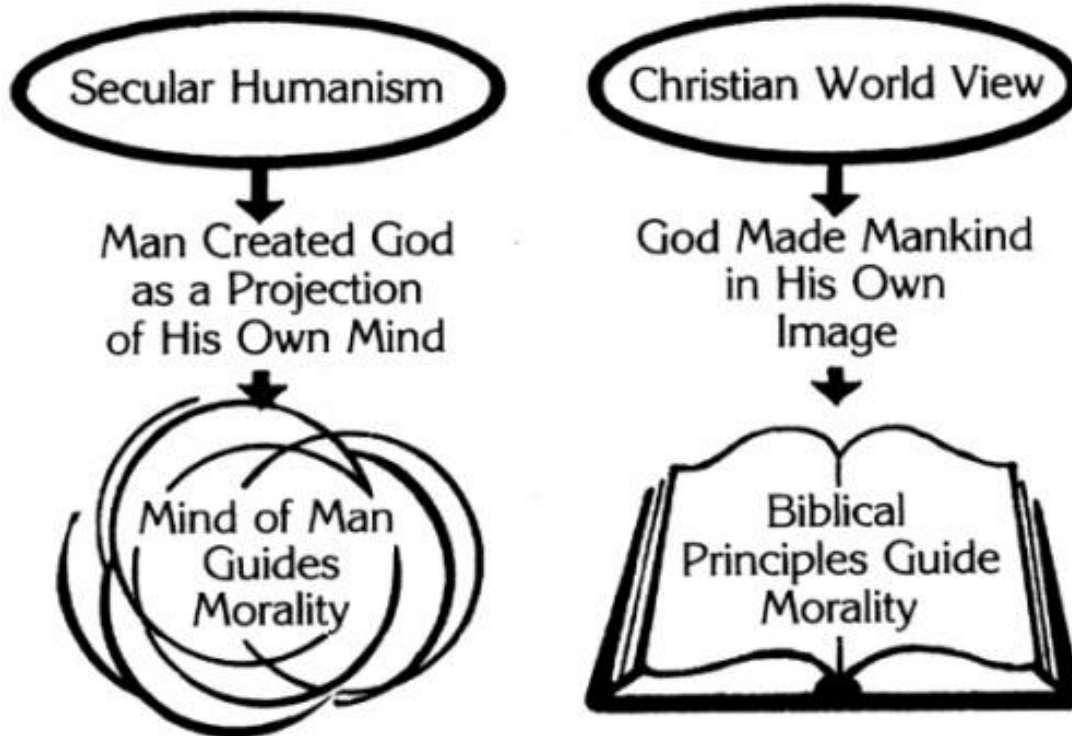 Secular Humanism
Man Created God
as a Projection
of His Own Mind
Mind of Man
Guides
Morality
Christian World View
God Made Mankind
in His Own
Image
Biblical
Principles Guide
Morality